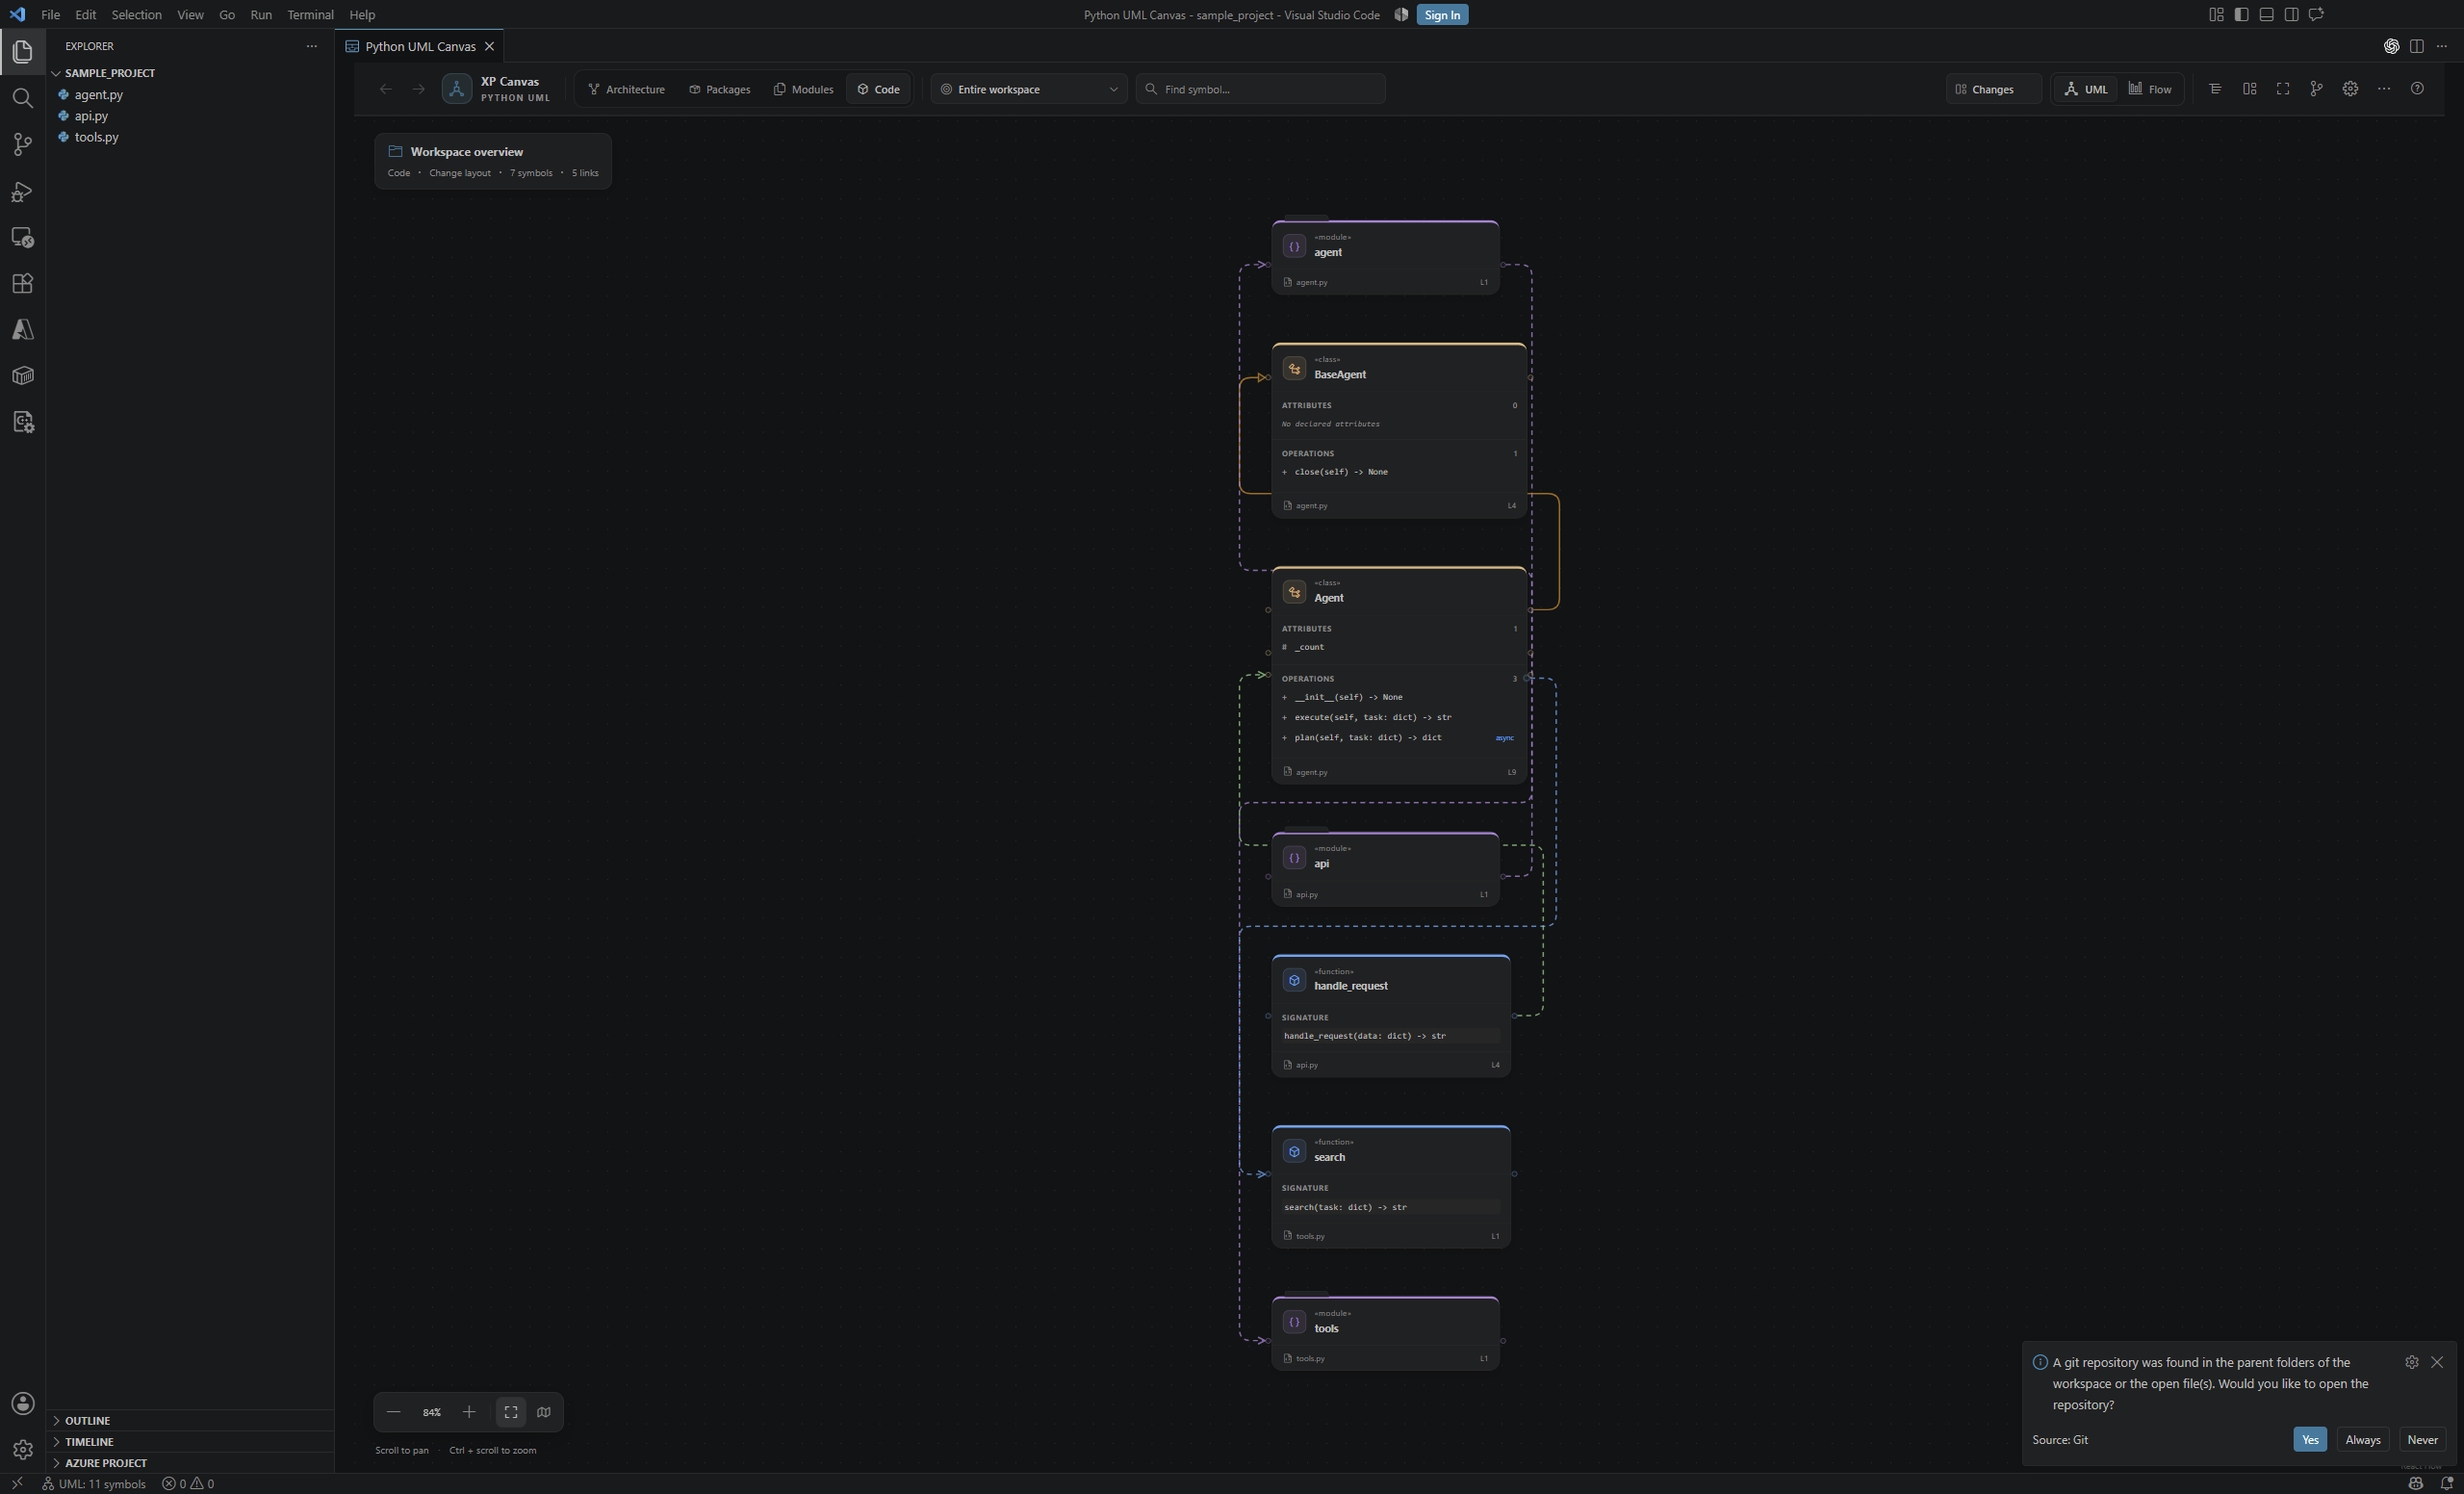 File Edit Selection View Go Run Terminal Help
Python UML Canvas - sample_project - Visual Studio Code
Sign In
EXPLORER
SAMPLE_PROJECT
agent.py
api.py
tools.py
Python UML Canvas
XP Canvas
PYTHON UML
Architecture Packages Modules Code
Entire workspace
Find symbol...
Changes
UML Flow
Workspace overview
Code • Change layout • 7 symbols • 5 links
«module»
agent
agent.py L1
«class»
BaseAgent
ATTRIBUTES 0
No declared attributes
OPERATIONS 1
+ close(self) -> None
agent.py L4
«class»
Agent
ATTRIBUTES 1
# _count
OPERATIONS 3
+ __init__(self) -> None
+ execute(self, task: dict) -> str
+ plan(self, task: dict) -> dict async
agent.py L9
«module»
api
api.py L1
«function»
handle_request
SIGNATURE
handle_request(data: dict) -> str
api.py L4
«function»
search
SIGNATURE
search(task: dict) -> str
tools.py L1
«module»
tools
tools.py L1
84%
Scroll to pan · Ctrl + scroll to zoom
A git repository was found in the parent folders of the
workspace or the open file(s). Would you like to open the
repository?
Source: Git
Yes Always Never
OUTLINE
TIMELINE
AZURE PROJECT
UML: 11 symbols 0 0